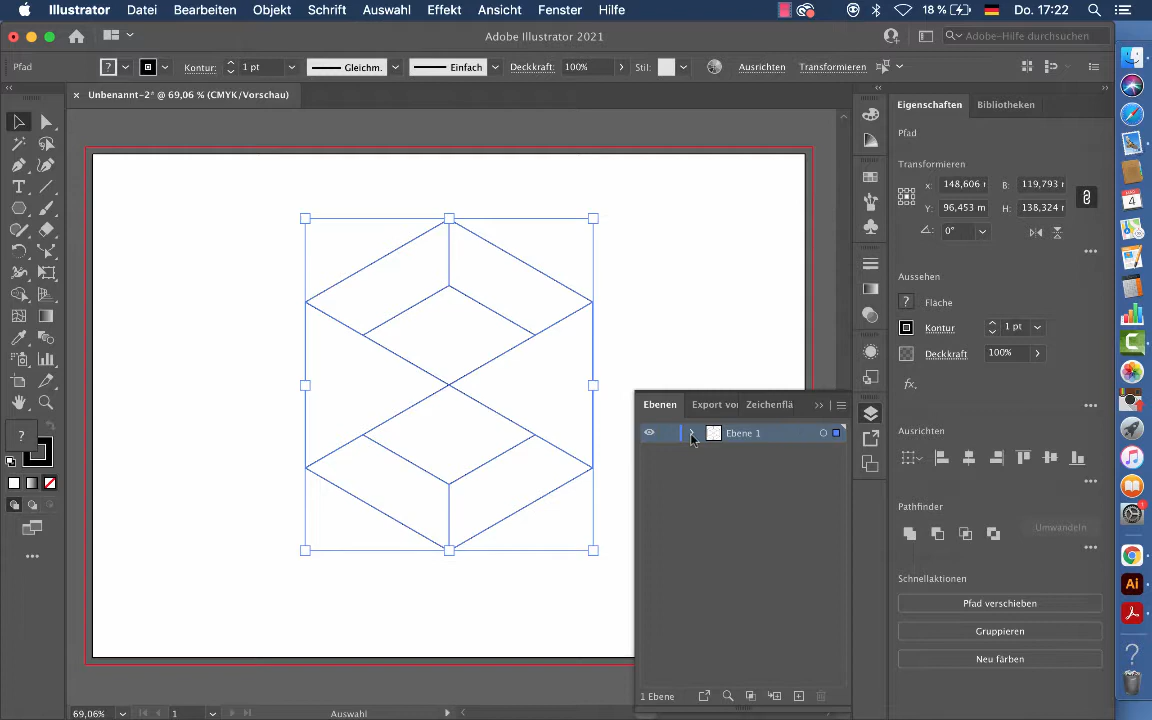 Illustrator Datei Bearbeiten Objekt Schrift Auswahl Effekt Ansicht Fenster Hilfe 18 % Do. 17:22
Adobe Illustrator 2021 Adobe-Hilfe durchsuchen
Pfad ? Kontur: 1 pt Gleichm. Einfach Deckkraft: 100% Stil: Ausrichten Transformieren
× Unbenannt-2* @ 69,06 % (CMYK/Vorschau)
Eigenschaften Bibliotheken
Pfad
Transformieren
X: 148,606 r B: 119,793 r
Y: 96,453 m H: 138,324 r
0°
Aussehen
? Fläche
Kontur 1 pt
Deckkraft 100%
fx.
Ausrichten
Pathfinder
Umwandeln
Schnellaktionen
Pfad verschieben
Gruppieren
Neu färben
Ebenen Export vor Zeichenflä
Ebene 1
1 Ebene
?
69,06% 1 Auswahl
4
1
Ai
?